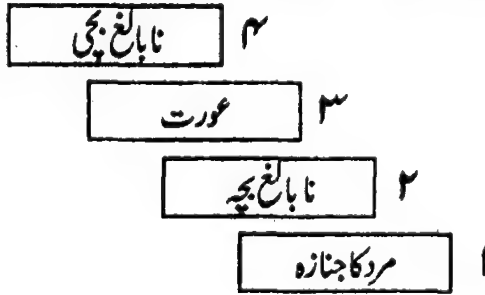 ۴ نابالغ بچی
۳ عورت
۲ نابالغ بچہ
۱ مرد کا جنازہ